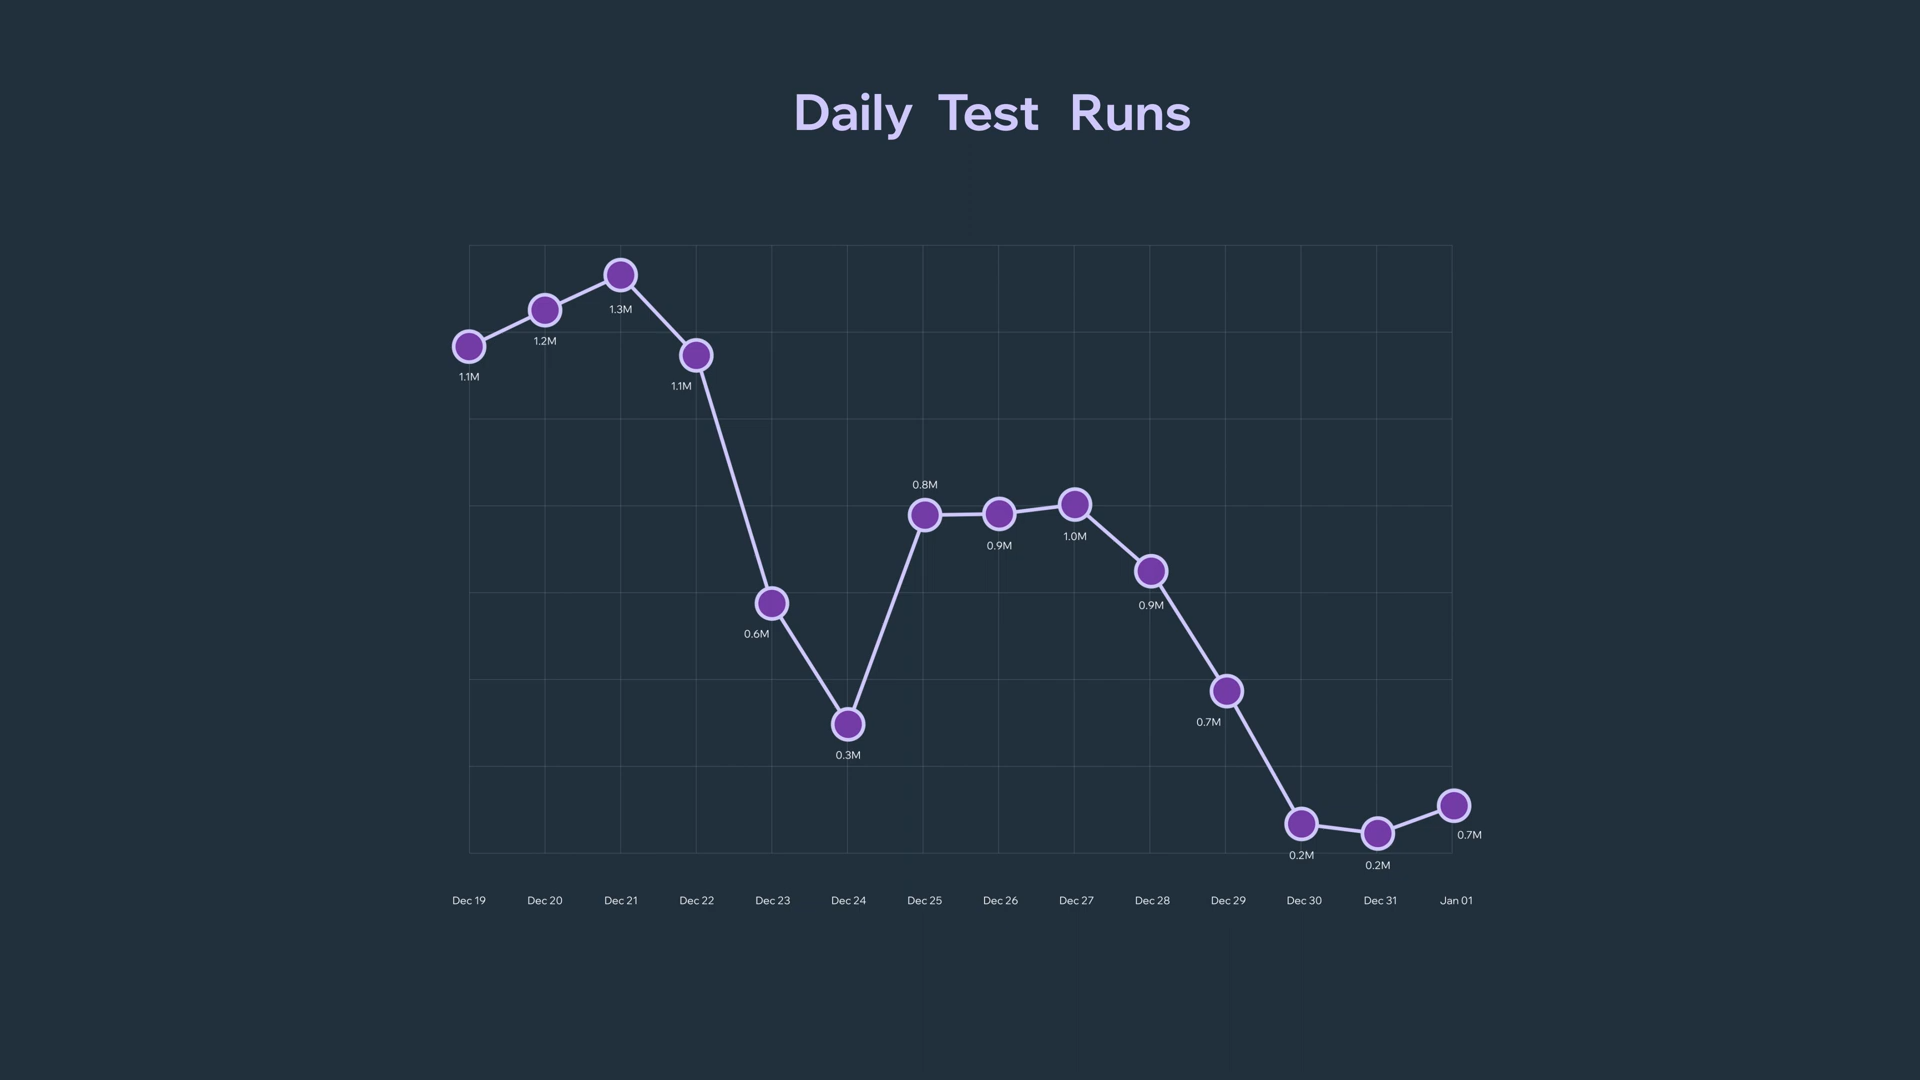 Daily Test Runs
1.3M
1.2M
1.1M
1.1M
0.8M
1.0M
0.9M
0.9M
0.6M
0.7M
0.3M
0.7M
0.2M
0.2M
Dec 19 Dec 20 Dec 21 Dec 22 Dec 23 Dec 24 Dec 25 Dec 26 Dec 27 Dec 28 Dec 29 Dec 30 Dec 31 Jan 01